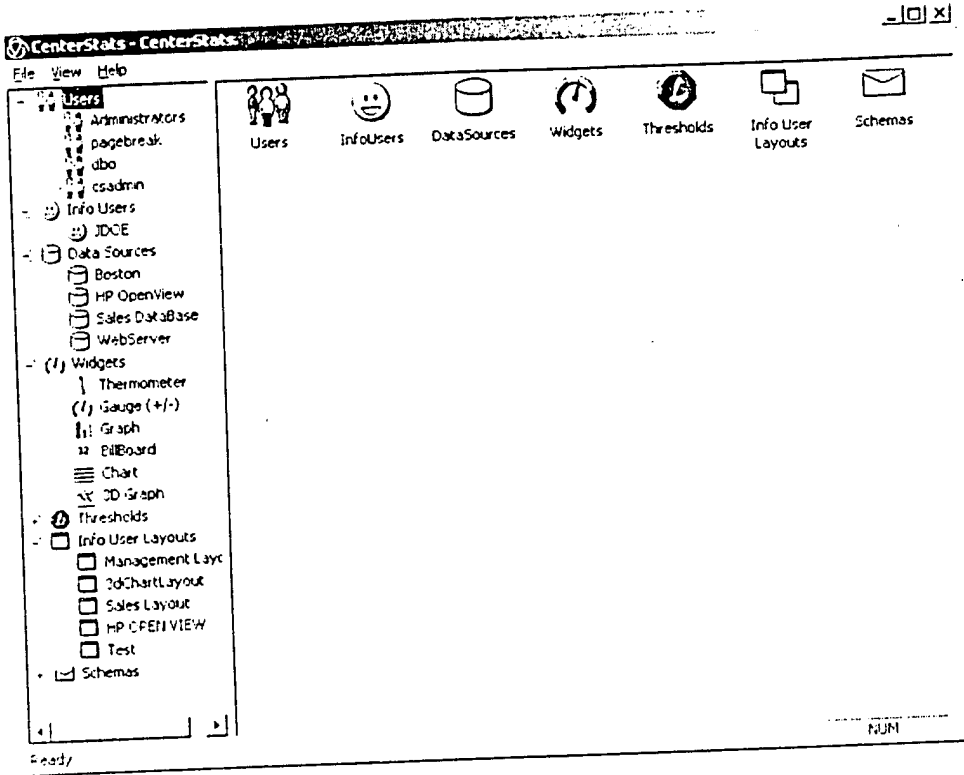 CenterStats - CenterStats
File View Help
Users
Administrators
pagebreak
dbo
csadmin
Info Users
JDOE
Data Sources
Boston
HP OpenView
Sales DataBase
WebServer
Widgets
Thermometer
Gauge (+/-)
Graph
BillBoard
Chart
3D Graph
Thresholds
Info User Layouts
Management Layo
3dChartLayout
Sales Layout
HP OPEN VIEW
Test
Schemas
Users
InfoUsers
DataSources
Widgets
Thresholds
Info User
Layouts
Schemas
Ready
NUM